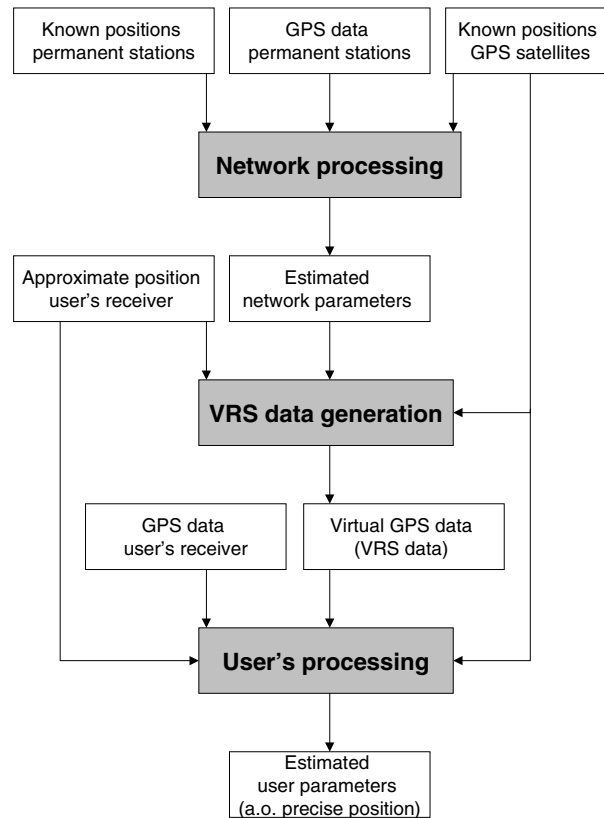 Known positions
permanent stations
GPS data
permanent stations
Known positions
GPS satellites
Network processing
Approximate position
user's receiver
Estimated
network parameters
VRS data generation
GPS data
user's receiver
Virtual GPS data
(VRS data)
User's processing
Estimated
user parameters
(a.o. precise position)